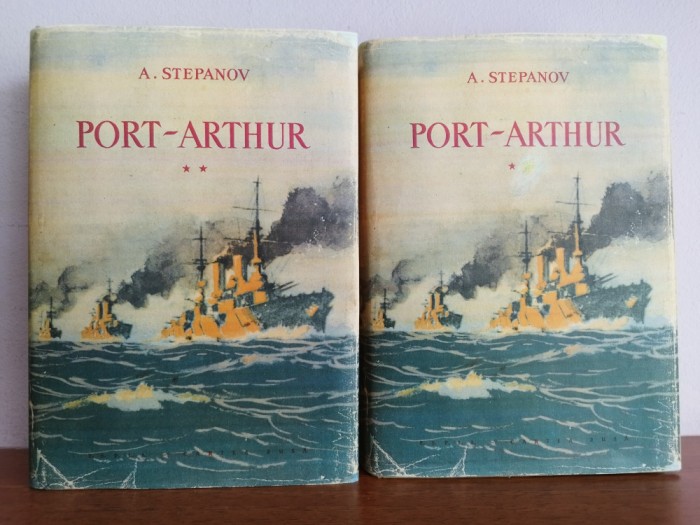 A. STEPANOV
PORT-ARTHUR
★ ★
A. STEPANOV
PORT-ARTHUR
★